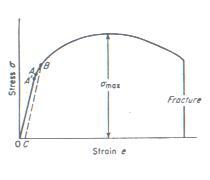 Stress σ
A
A'
B
σmax
Fracture
O C
Strain e